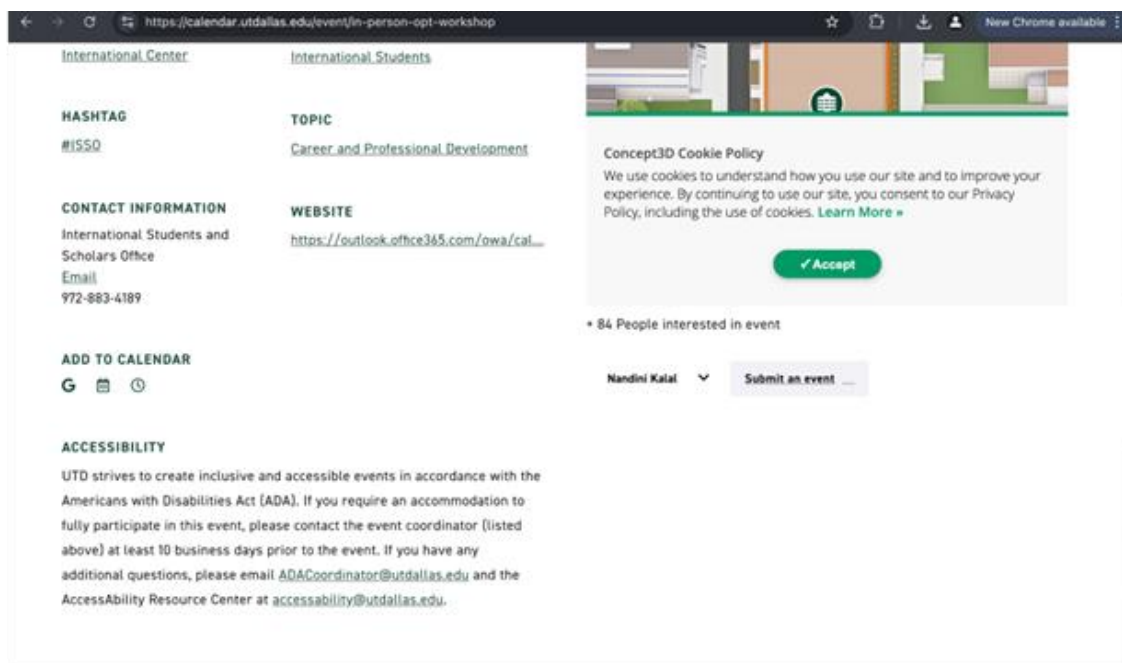 https://calendar.utdallas.edu/event/in-person-opt-workshop
New Chrome available
International Center
International Students
HASHTAG
#ISSO
TOPIC
Career and Professional Development
CONTACT INFORMATION
International Students and
Scholars Office
Email
972-883-4189
WEBSITE
https://outlook.office365.com/owa/cal...
ADD TO CALENDAR
G
ACCESSIBILITY
UTD strives to create inclusive and accessible events in accordance with the
Americans with Disabilities Act (ADA). If you require an accommodation to
fully participate in this event, please contact the event coordinator (listed
above) at least 10 business days prior to the event. If you have any
additional questions, please email ADACoordinator@utdallas.edu and the
AccessAbility Resource Center at accessability@utdallas.edu.
Concept3D Cookie Policy
We use cookies to understand how you use our site and to improve your
experience. By continuing to use our site, you consent to our Privacy
Policy, including the use of cookies. Learn More »
✓ Accept
+ 84 People interested in event
Nandini Kalal
Submit an event